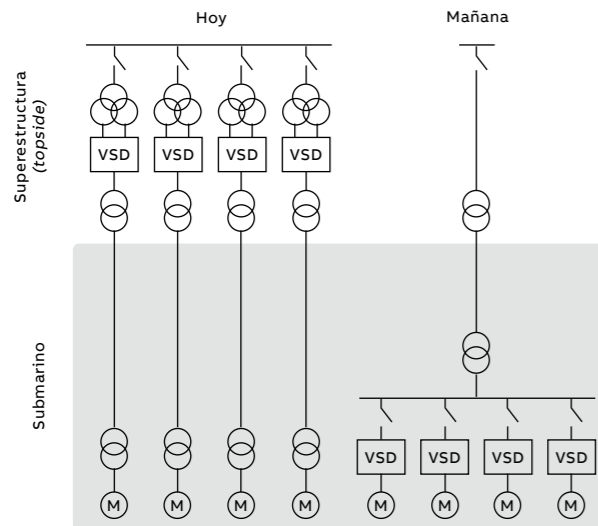 Hoy
Mañana
Superestructura
(topside)
VSD VSD VSD VSD
Submarino
VSD VSD VSD VSD
M M M M M M M M